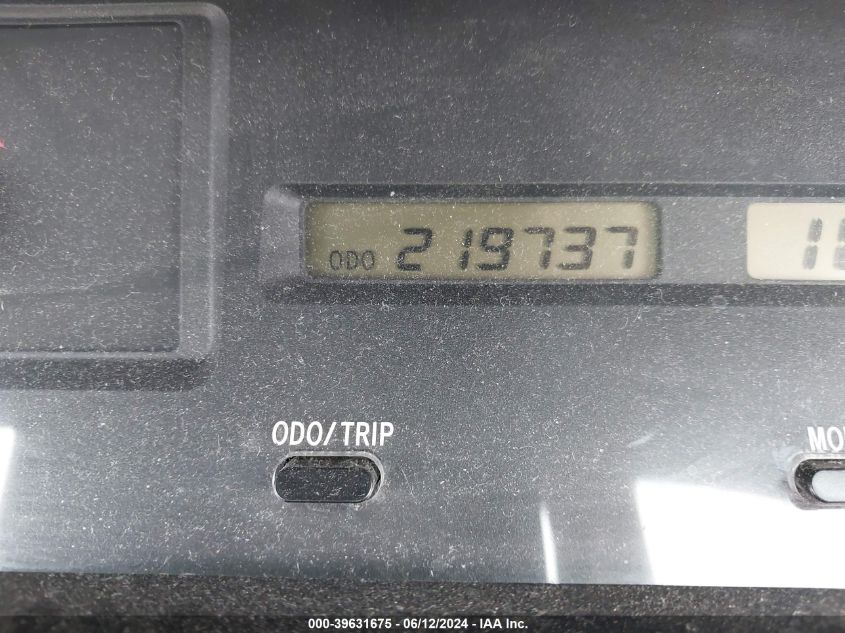 ODO 219737
ODO/TRIP
000-39631675 - 06/12/2024 - IAA Inc.